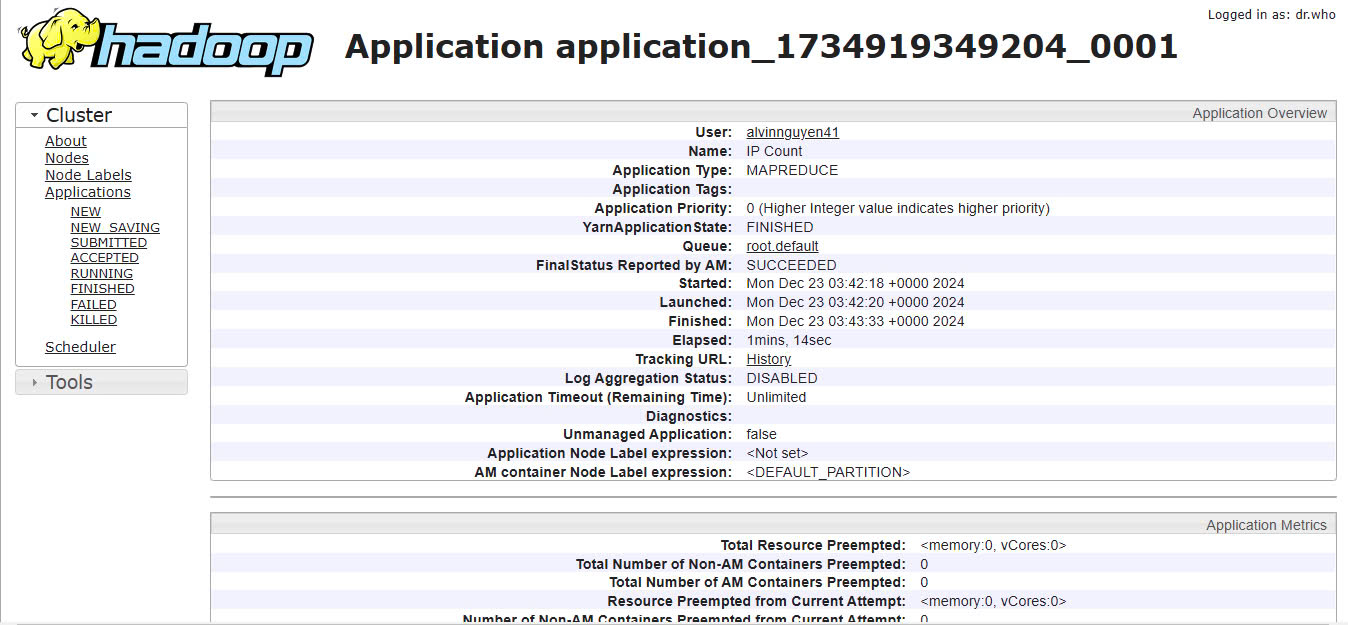 Logged in as: dr.who
hadoop
Application application_1734919349204_0001
Cluster
About
Nodes
Node Labels
Applications
NEW
NEW_SAVING
SUBMITTED
ACCEPTED
RUNNING
FINISHED
FAILED
KILLED
Scheduler
Tools
Application Overview
User: alvinnguyen41
Name: IP Count
Application Type: MAPREDUCE
Application Tags:
Application Priority: 0 (Higher Integer value indicates higher priority)
YarnApplicationState: FINISHED
Queue: root.default
FinalStatus Reported by AM: SUCCEEDED
Started: Mon Dec 23 03:42:18 +0000 2024
Launched: Mon Dec 23 03:42:20 +0000 2024
Finished: Mon Dec 23 03:43:33 +0000 2024
Elapsed: 1mins, 14sec
Tracking URL: History
Log Aggregation Status: DISABLED
Application Timeout (Remaining Time): Unlimited
Diagnostics:
Unmanaged Application: false
Application Node Label expression: <Not set>
AM container Node Label expression: <DEFAULT_PARTITION>
Application Metrics
Total Resource Preempted: <memory:0, vCores:0>
Total Number of Non-AM Containers Preempted: 0
Total Number of AM Containers Preempted: 0
Resource Preempted from Current Attempt: <memory:0, vCores:0>
Number of Non-AM Containers Preempted from Current Attempt: 0